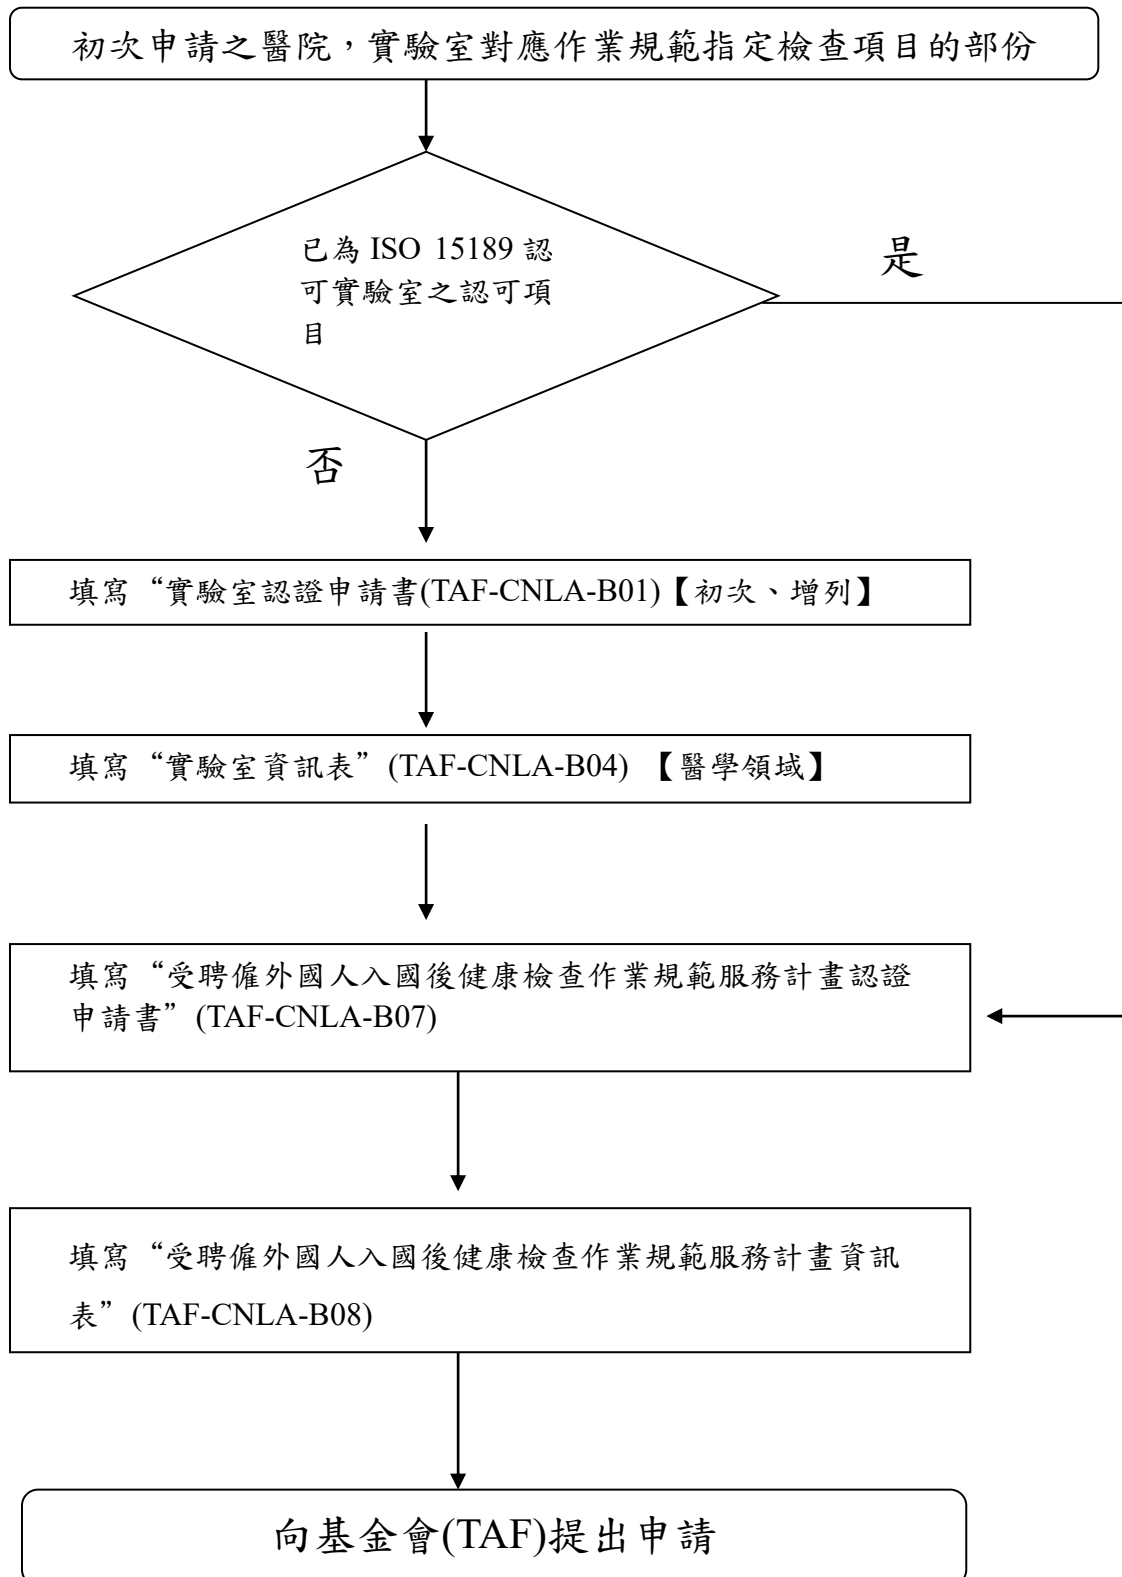 初次申請之醫院，實驗室對應作業規範指定檢查項目的部份
已為 ISO 15189 認
可實驗室之認可項
目
是
否
填寫“實驗室認證申請書(TAF-CNLA-B01)【初次、增列】
填寫“實驗室資訊表”(TAF-CNLA-B04) 【醫學領域】
填寫“受聘僱外國人入國後健康檢查作業規範服務計畫認證
申請書”(TAF-CNLA-B07)
填寫“受聘僱外國人入國後健康檢查作業規範服務計畫資訊
表”(TAF-CNLA-B08)
向基金會(TAF)提出申請